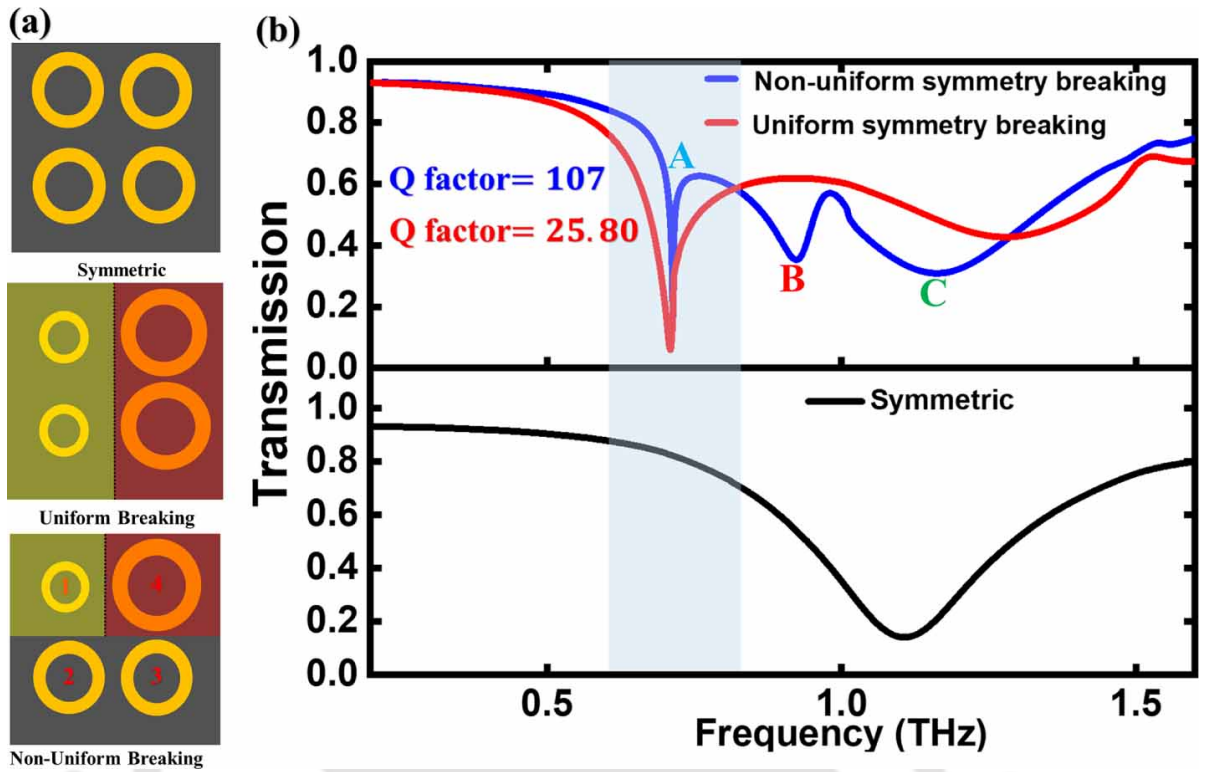 (a)
Symmetric
Uniform Breaking
1
4
2
3
Non-Uniform Breaking
(b)
Transmission
1.0
0.8
0.6
0.4
0.2
0.0
Non-uniform symmetry breaking
Uniform symmetry breaking
A
Q factor= 107
Q factor= 25.80
B
C
1.0
0.8
0.6
0.4
0.2
0.0
Symmetric
0.5
1.0
1.5
Frequency (THz)